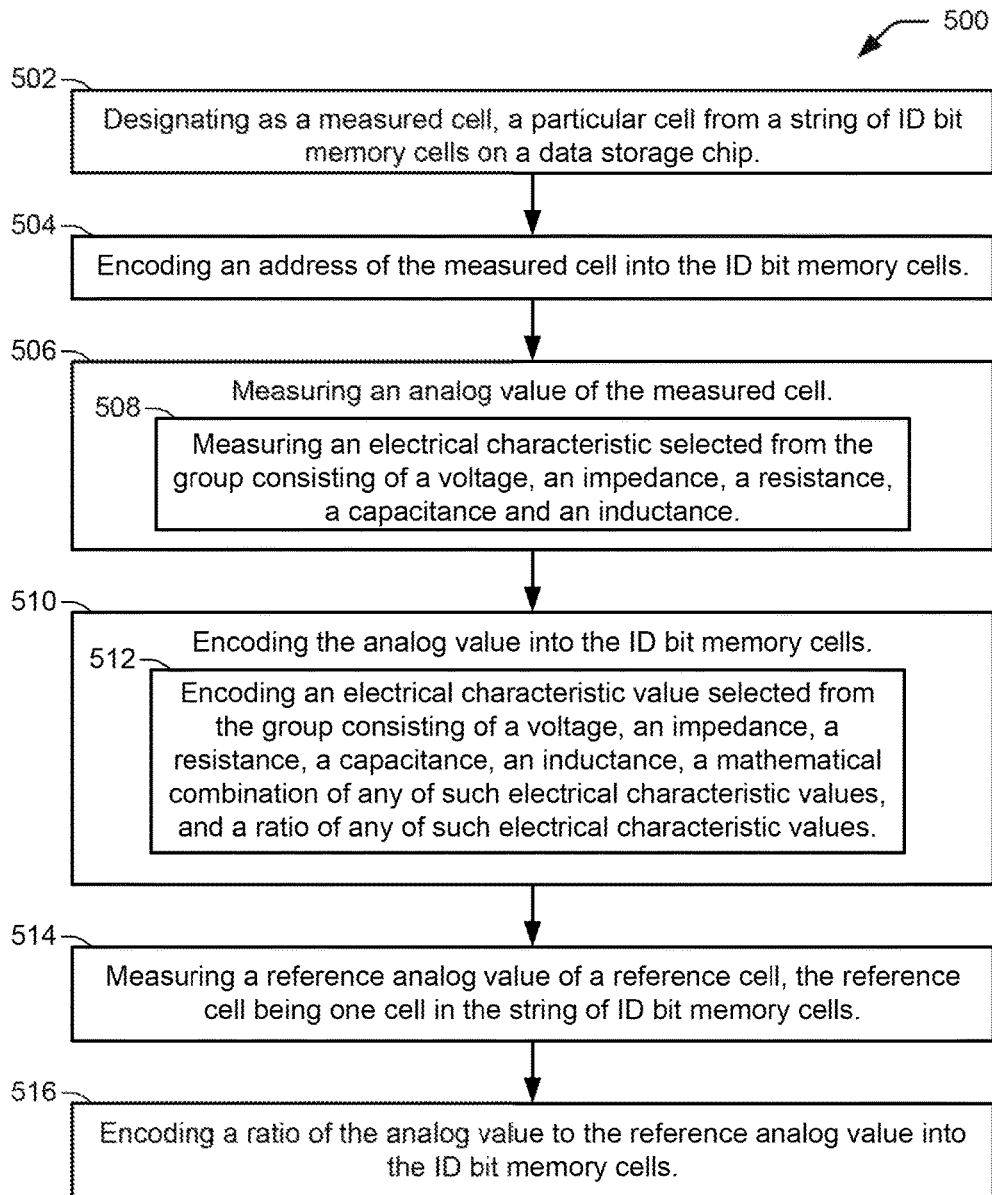 500
502
Designating as a measured cell, a particular cell from a string of ID bit
memory cells on a data storage chip.
504
Encoding an address of the measured cell into the ID bit memory cells.
506
Measuring an analog value of the measured cell.
508
Measuring an electrical characteristic selected from the
group consisting of a voltage, an impedance, a resistance,
a capacitance and an inductance.
510
Encoding the analog value into the ID bit memory cells.
512
Encoding an electrical characteristic value selected from
the group consisting of a voltage, an impedance, a
resistance, a capacitance, an inductance, a mathematical
combination of any of such electrical characteristic values,
and a ratio of any of such electrical characteristic values.
514
Measuring a reference analog value of a reference cell, the reference
cell being one cell in the string of ID bit memory cells.
516
Encoding a ratio of the analog value to the reference analog value into
the ID bit memory cells.